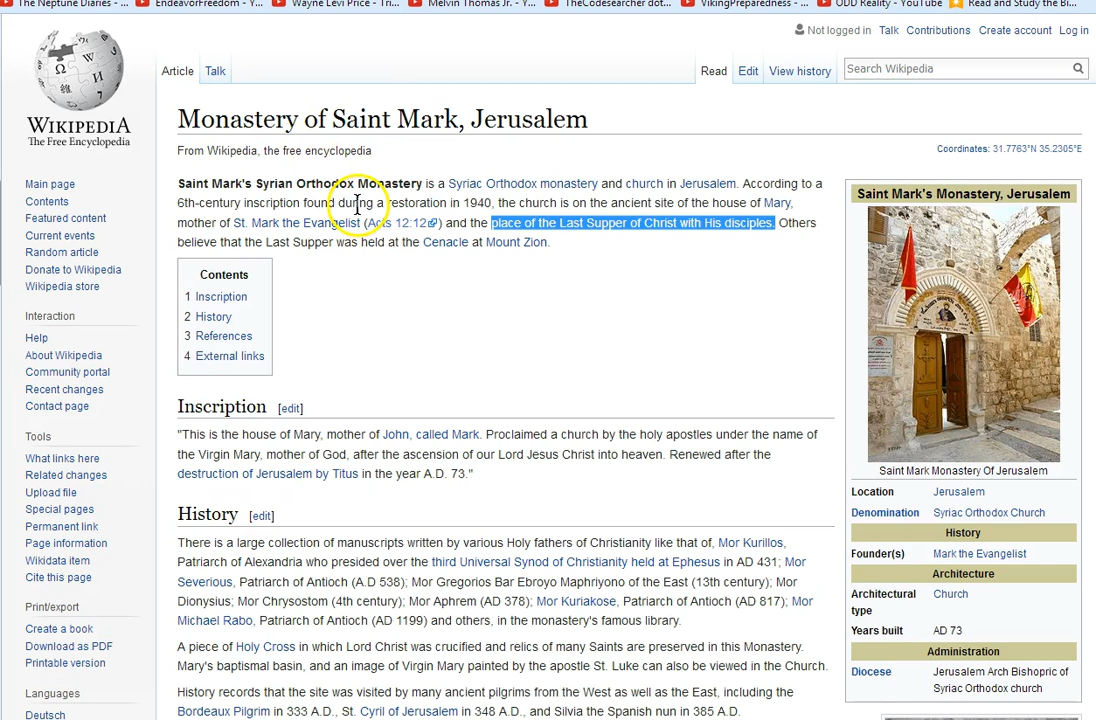 The Neptune Diaries - ...
EndeavorFreedom - Y...
Wayne Levi Price - Tri...
Melvin Thomas Jr. - Y...
TheCodesearcher dot...
VikingPreparedness - ...
ODD Reality - YouTube
Read and Study the Bi...
Not logged in Talk Contributions Create account Log in
Article Talk
Read Edit View history
Search Wikipedia
WIKIPEDIA
The Free Encyclopedia
Main page
Contents
Featured content
Current events
Random article
Donate to Wikipedia
Wikipedia store
Interaction
Help
About Wikipedia
Community portal
Recent changes
Contact page
Tools
What links here
Related changes
Upload file
Special pages
Permanent link
Page information
Wikidata item
Cite this page
Print/export
Create a book
Download as PDF
Printable version
Languages
Deutsch
Monastery of Saint Mark, Jerusalem
From Wikipedia, the free encyclopedia
Coordinates: 31.7763°N 35.2305°E
Saint Mark's Syrian Orthodox Monastery is a Syriac Orthodox monastery and church in Jerusalem. According to a
6th-century inscription found during a restoration in 1940, the church is on the ancient site of the house of Mary,
mother of St. Mark the Evangelist (Acts 12:12) and the place of the Last Supper of Christ with His disciples. Others
believe that the Last Supper was held at the Cenacle at Mount Zion.
Contents
1 Inscription
2 History
3 References
4 External links
Inscription [edit]
"This is the house of Mary, mother of John, called Mark. Proclaimed a church by the holy apostles under the name of
the Virgin Mary, mother of God, after the ascension of our Lord Jesus Christ into heaven. Renewed after the
destruction of Jerusalem by Titus in the year A.D. 73."
History [edit]
There is a large collection of manuscripts written by various Holy fathers of Christianity like that of, Mor Kurillos,
Patriarch of Alexandria who presided over the third Universal Synod of Christianity held at Ephesus in AD 431; Mor
Severious, Patriarch of Antioch (A.D 538); Mor Gregorios Bar Ebroyo Maphriyono of the East (13th century); Mor
Dionysius; Mor Chrysostom (4th century); Mor Aphrem (AD 378); Mor Kuriakose, Patriarch of Antioch (AD 817); Mor
Michael Rabo, Patriarch of Antioch (AD 1199) and others, in the monastery's famous library.
A piece of Holy Cross in which Lord Christ was crucified and relics of many Saints are preserved in this Monastery.
Mary's baptismal basin, and an image of Virgin Mary painted by the apostle St. Luke can also be viewed in the Church.
History records that the site was visited by many ancient pilgrims from the West as well as the East, including the
Bordeaux Pilgrim in 333 A.D., St. Cyril of Jerusalem in 348 A.D., and Silvia the Spanish nun in 385 A.D.
Saint Mark's Monastery, Jerusalem
Saint Mark Monastery Of Jerusalem
Location Jerusalem
Denomination Syriac Orthodox Church
History
Founder(s) Mark the Evangelist
Architecture
Architectural Church
type
Years built AD 73
Administration
Diocese Jerusalem Arch Bishopric of
Syriac Orthodox church